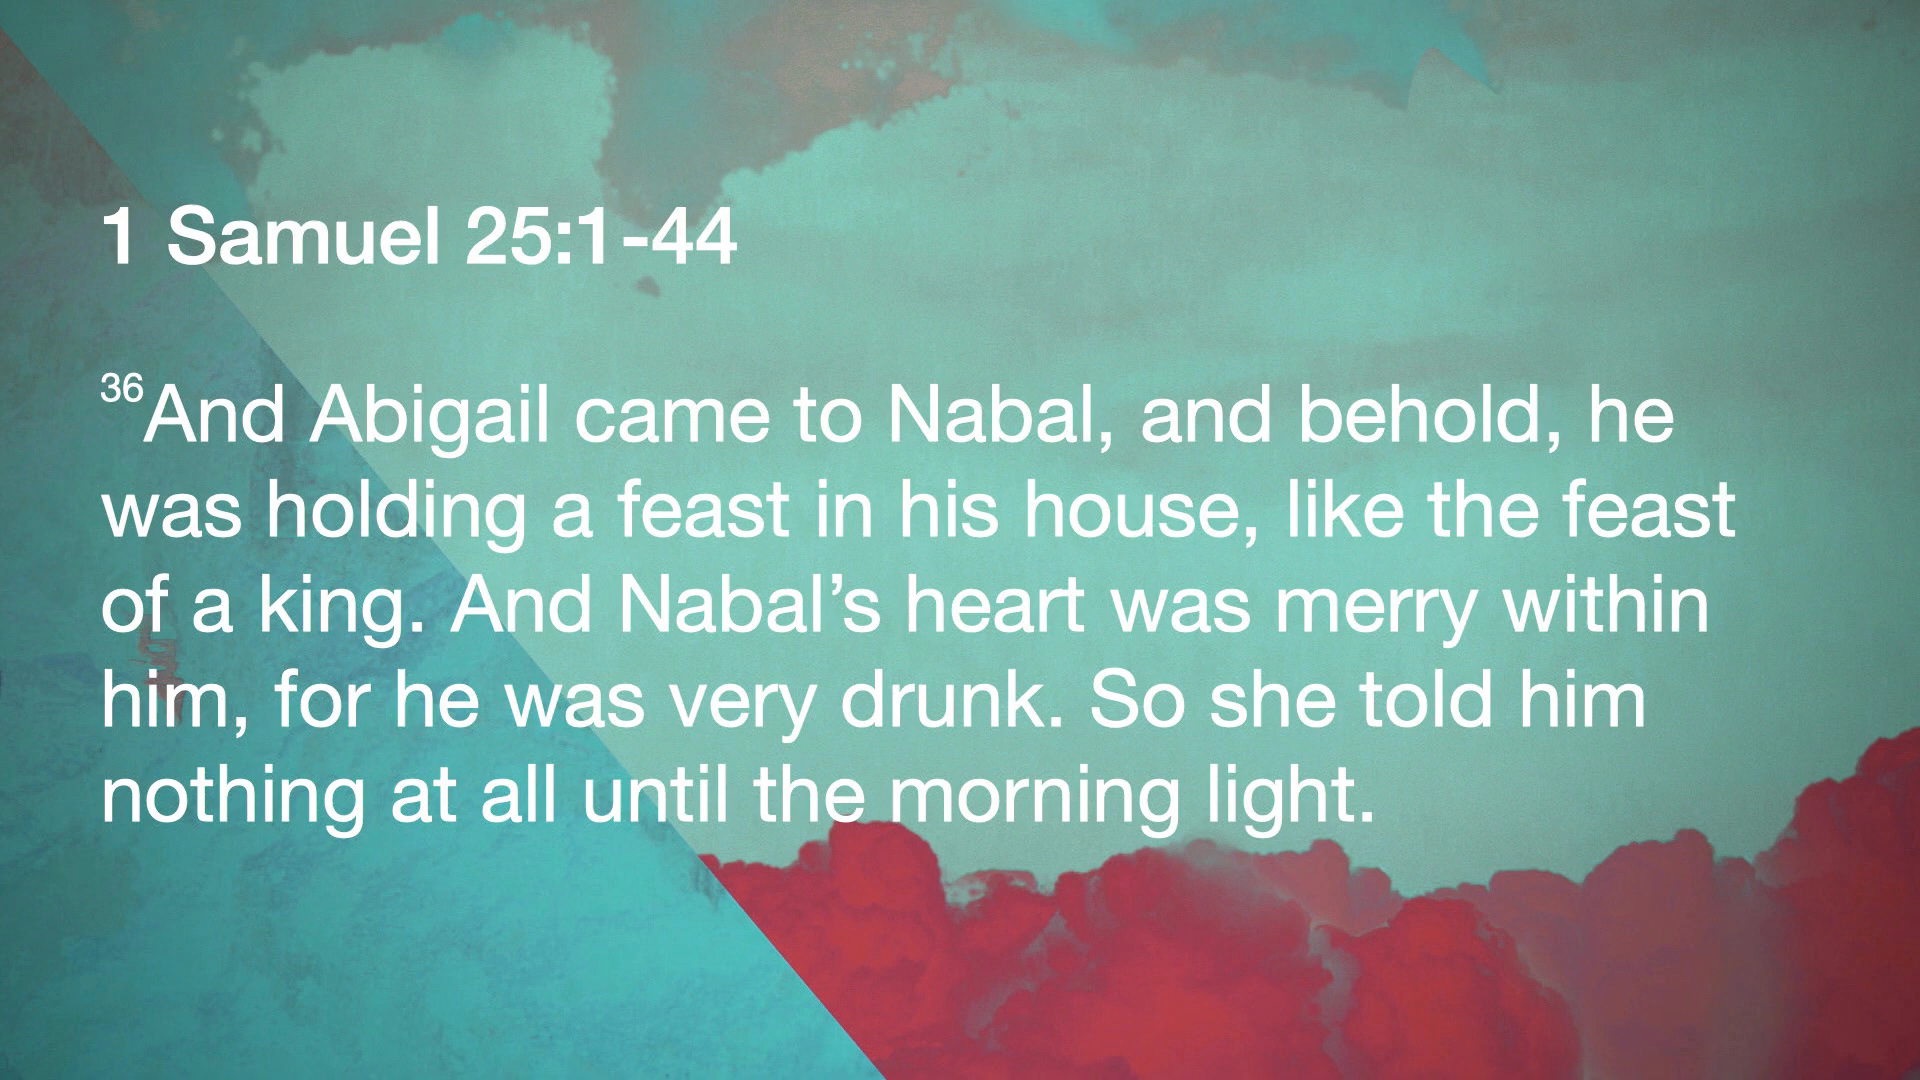 1 Samuel 25:1-44
36And Abigail came to Nabal, and behold, he
was holding a feast in his house, like the feast
of a king. And Nabal’s heart was merry within
him, for he was very drunk. So she told him
nothing at all until the morning light.